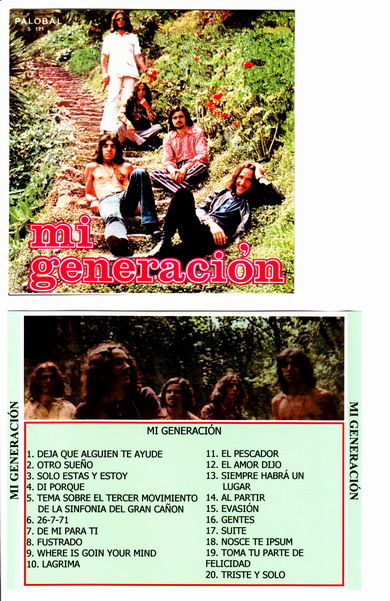 PALOBAL
S 121
mi
generación
MI GENERACIÓN
MI GENERACIÓN
MI GENERACIÓN
1. DEJA QUE ALGUIEN TE AYUDE
2. OTRO SUEÑO
3. SOLO ESTAS Y ESTOY
4. DI PORQUE
5. TEMA SOBRE EL TERCER MOVIMIENTO
DE LA SINFONIA DEL GRAN CAÑON
6. 26-7-71
7. DE MI PARA TI
8. FUSTRADO
9. WHERE IS GOIN YOUR MIND
10. LAGRIMA
11. EL PESCADOR
12. EL AMOR DIJO
13. SIEMPRE HABRÁ UN
LUGAR
14. AL PARTIR
15. EVASIÓN
16. GENTES
17. SUITE
18. NOSCE TE IPSUM
19. TOMA TU PARTE DE
FELICIDAD
20. TRISTE Y SOLO